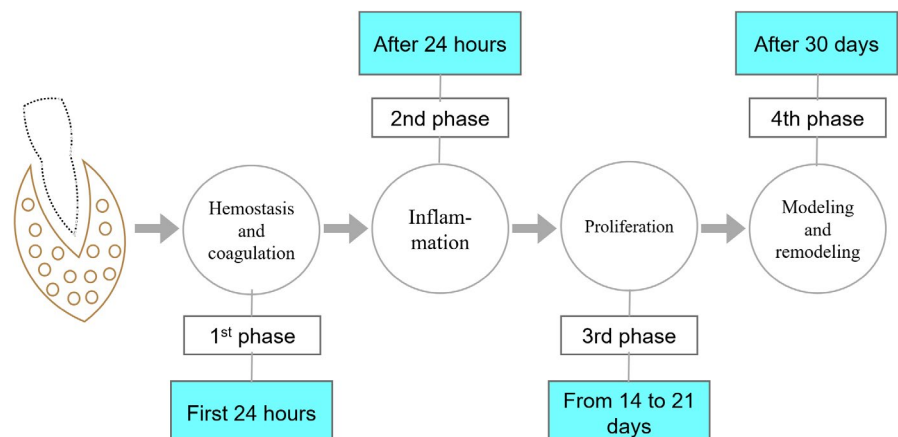 After 24 hours
After 30 days
2nd phase
4th phase
Hemostasis
and
coagulation
Inflam-
mation
Proliferation
Modeling
and
remodeling
1st phase
3rd phase
First 24 hours
From 14 to 21
days